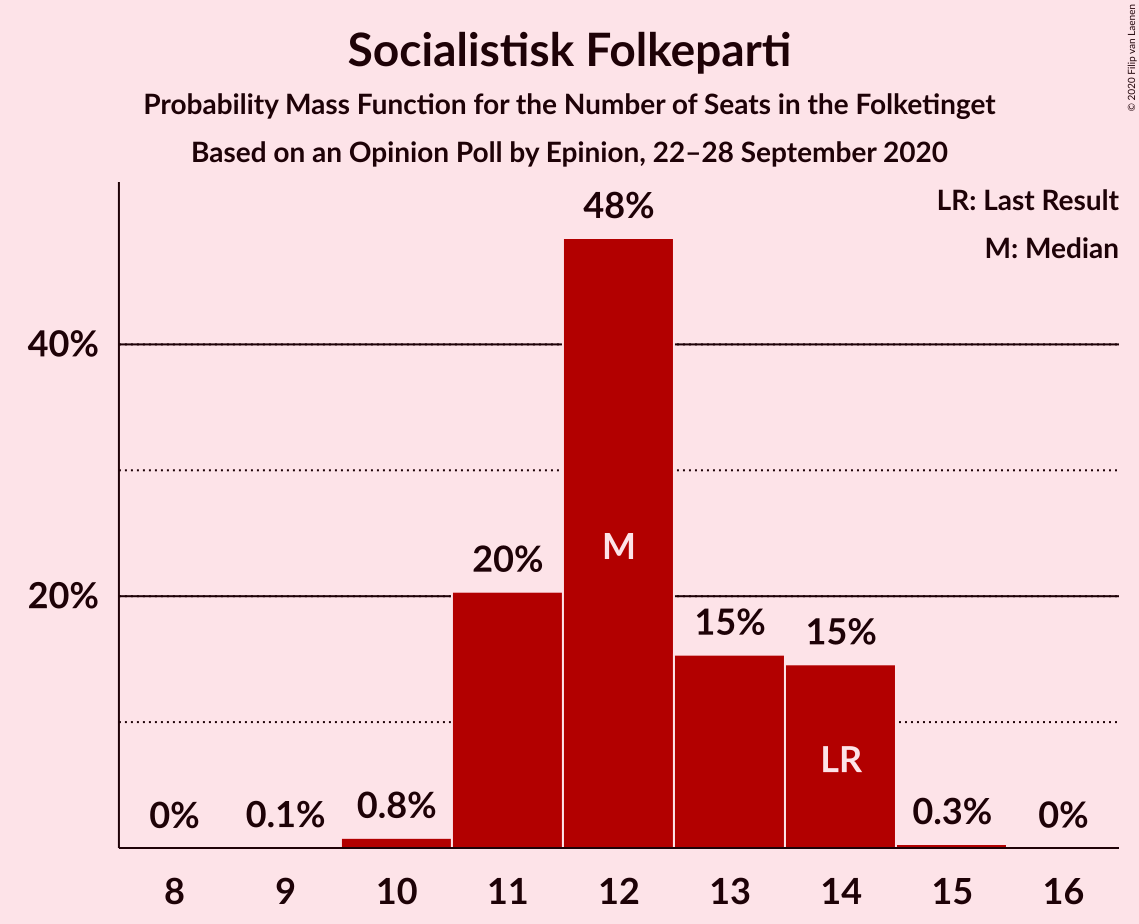 Socialistisk Folkeparti
Probability Mass Function for the Number of Seats in the Folketinget
Based on an Opinion Poll by Epinion, 22–28 September 2020
© 2020 Filip van Laenen
LR: Last Result
M: Median
48%
40%
20%
M
20%
15%
15%
LR
0%
0.1%
0.8%
0.3%
0%
8
9
10
11
12
13
14
15
16